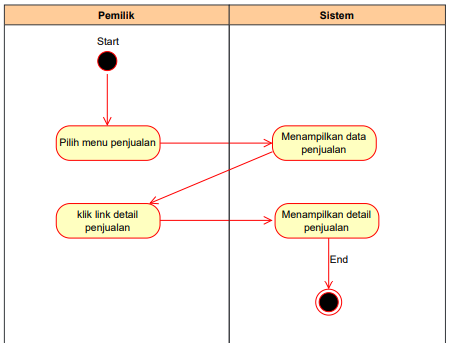 Pemilik
Sistem
Start
Pilih menu penjualan
Menampilkan data
penjualan
klik link detail
penjualan
Menampilkan detail
penjualan
End